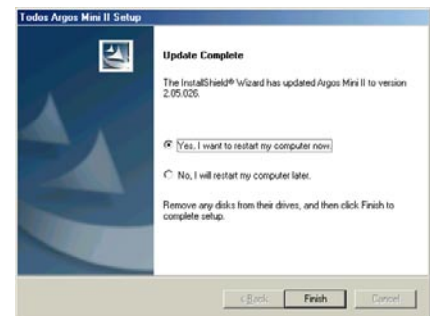 Todos Argos Mini II Setup
Update Complete
The InstallShield® Wizard has updated Argos Mini II to version
2.05.026.
Yes, I want to restart my computer now.
No, I will restart my computer later.
Remove any disks from their drives, and then click Finish to
complete setup.
< Back Finish Cancel